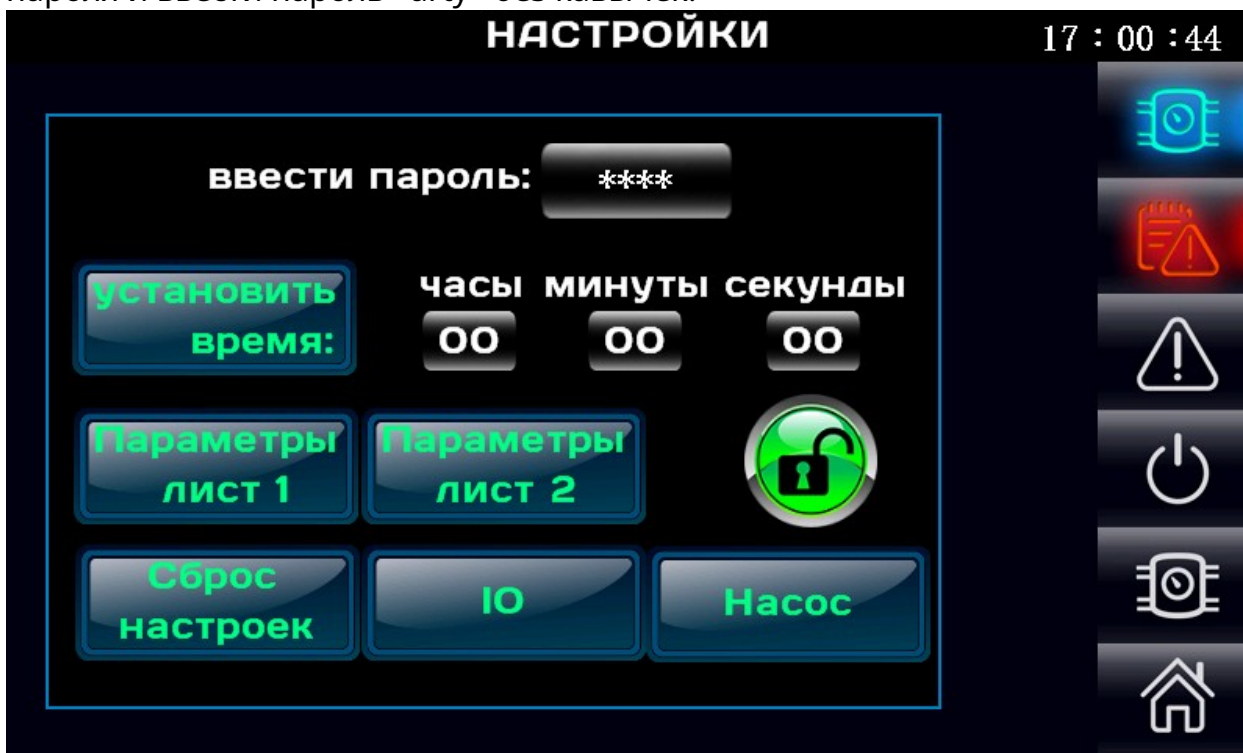 пароля и ввести пароль
без кавычек.
НАСТРОЙКИ
17 : 00 : 44
ввести пароль:
****
установить
время:
часы минуты секунды
00 00 00
Параметры
лист 1
Параметры
лист 2
Сброс
настроек
IO
Насос